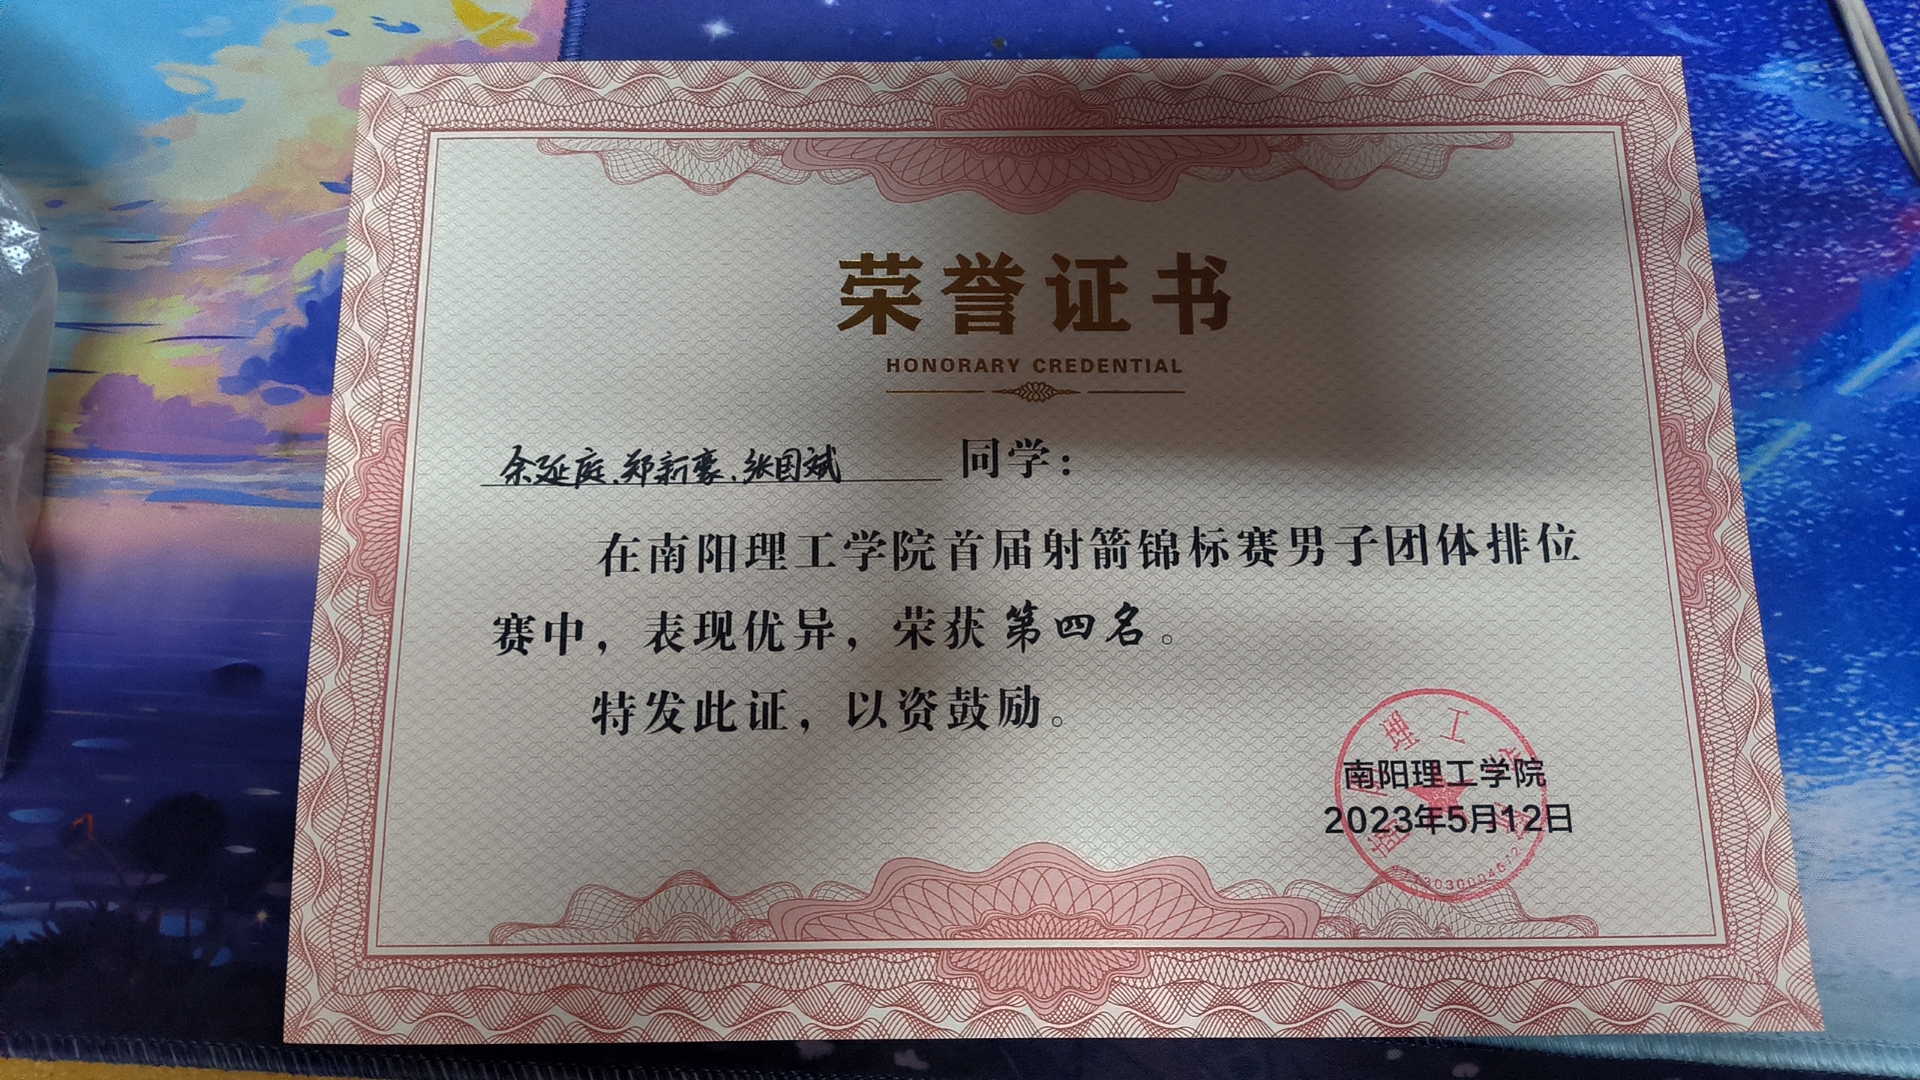 荣誉证书
HONORARY CREDENTIAL
余延庭、郑新豪、张国斌 同学：
在南阳理工学院首届射箭锦标赛男子团体排位
赛中，表现优异，荣获第四名。
特发此证，以资鼓励。
理工
南阳理工学院
2023年5月12日